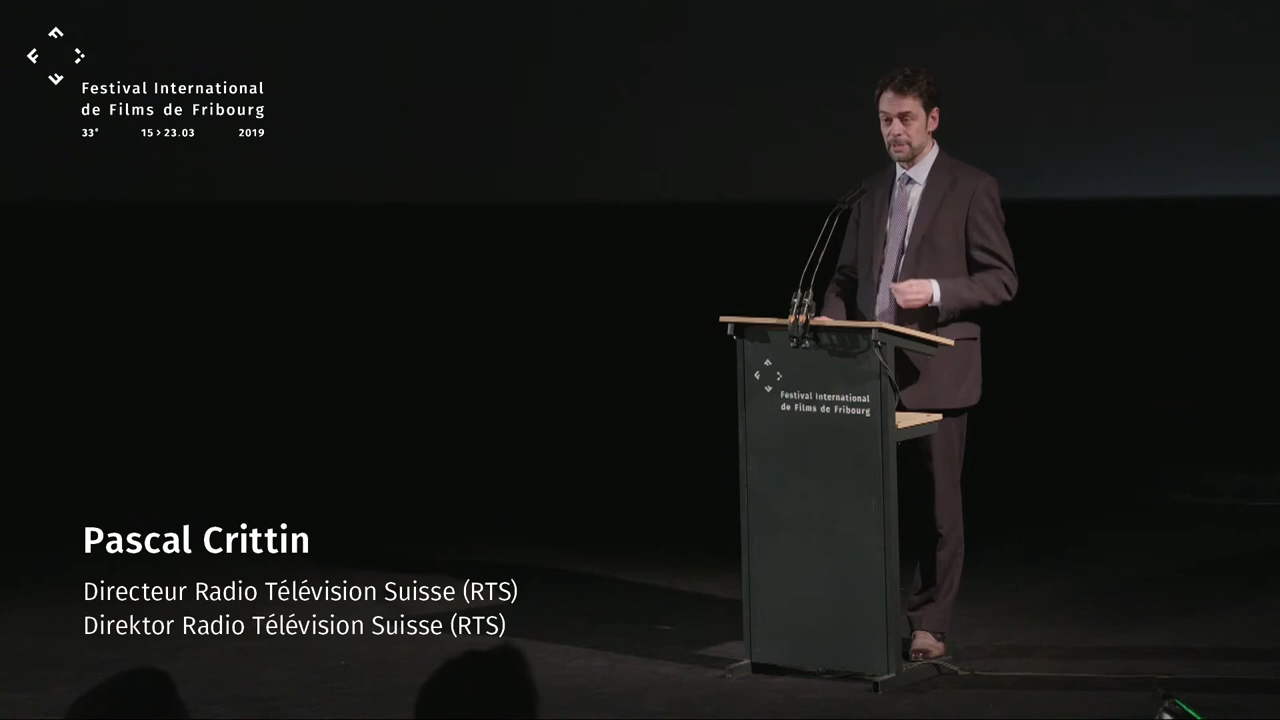 Festival International
de Films de Fribourg
33e 15 > 23.03 2019
Festival International
de Films de Fribourg
Pascal Crittin
Directeur Radio Télévision Suisse (RTS)
Direktor Radio Télévision Suisse (RTS)